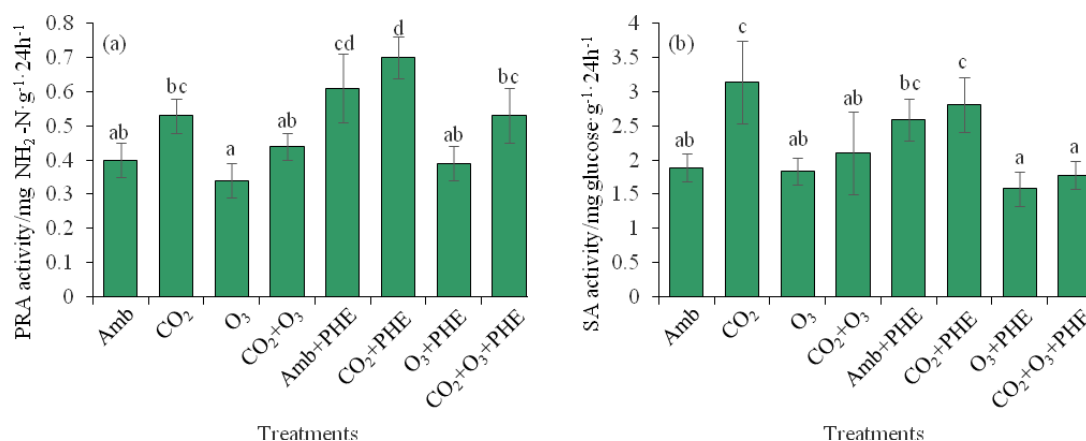 PRA activity/mg NH₂ -N·g⁻¹·24h⁻¹
(a)
0.8
0.7
0.6
0.5
0.4
0.3
0.2
0.1
0
ab
bc
a
ab
cd
d
ab
bc
Amb
CO₂
O₃
CO₂+O₃
Amb+PHE
CO₂+PHE
O₃+PHE
CO₂+O₃+PHE
Treatments
SA activity/mg glucose·g⁻¹·24h⁻¹
(b)
4
3.5
3
2.5
2
1.5
1
0.5
0
ab
c
ab
ab
bc
c
a
a
Amb
CO₂
O₃
CO₂+O₃
Amb+PHE
CO₂+PHE
O₃+PHE
CO₂+O₃+PHE
Treatments